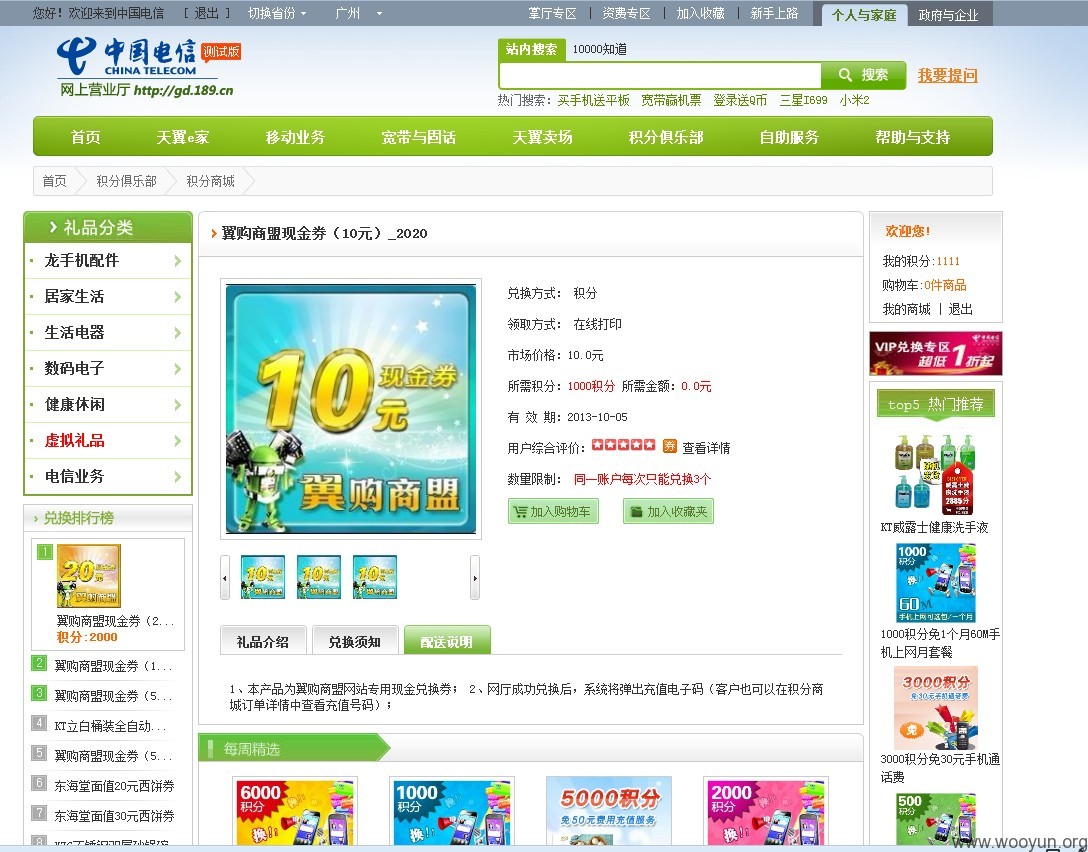 您好！欢迎来到中国电信 [ 退出 ] 切换省份 广州 掌厅专区 | 资费专区 | 加入收藏 | 新手上路 个人与家庭 政府与企业
中国电信 测试版
CHINA TELECOM
网上营业厅 http://gd.189.cn
站内搜索 10000知道
搜索 我要提问
热门搜索：买手机送平板 宽带赢机票 登录送Q币 三星I699 小米2
首页 天翼e家 移动业务 宽带与固话 天翼卖场 积分俱乐部 自助服务 帮助与支持
首页 积分俱乐部 积分商城
礼品分类
龙手机配件
居家生活
生活电器
数码电子
健康休闲
虚拟礼品
电信业务
兑换排行榜
1
20元
翼购商盟现金券（2...
积分:2000
2 翼购商盟现金券（1...
3 翼购商盟现金券（5...
4 KT立白桶装全自动...
5 翼购商盟现金券（5...
6 东海堂面值20元西饼券
7 东海堂面值30元西饼券
翼购商盟现金券（10元）_2020
10元现金券
翼购商盟
兑换方式： 积分
领取方式： 在线打印
市场价格：10.0元
所需积分：1000积分 所需金额：0.0元
有 效 期：2013-10-05
用户综合评价： 券 查看详情
数量限制： 同一账户每次只能兑换3个
加入购物车 加入收藏夹
礼品介绍 兑换须知 配送说明
1、本产品为翼购商盟网站专用现金兑换券； 2、网厅成功兑换后，系统将弹出充值电子码（客户也可以在积分商
城订单详情中查看充值号码）；
每周精选
6000积分 换!
1000积分 换!
5000积分
免50元费用充值服务
2000积分 换!
欢迎您!
我的积分:1111
购物车:0件商品
我的商城 | 退出
VIP兑换专区
超低1折起
top5 热门推荐
KT威露士健康洗手液
1000积分 换
60M
手机上网可选包/一个月
1000积分免1个月60M手
机上网月套餐
3000积分
免30元手机通话费
免
3000积分免30元手机通
话费
500积分
www.wooyun.org